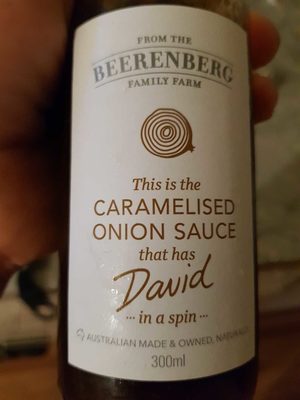 FROM THE
BEERENBERG
FAMILY FARM
This is the
CARAMELISED
ONION SAUCE
that has
David
... in a spin ...
AUSTRALIAN MADE & OWNED, NATURALLY
300ml